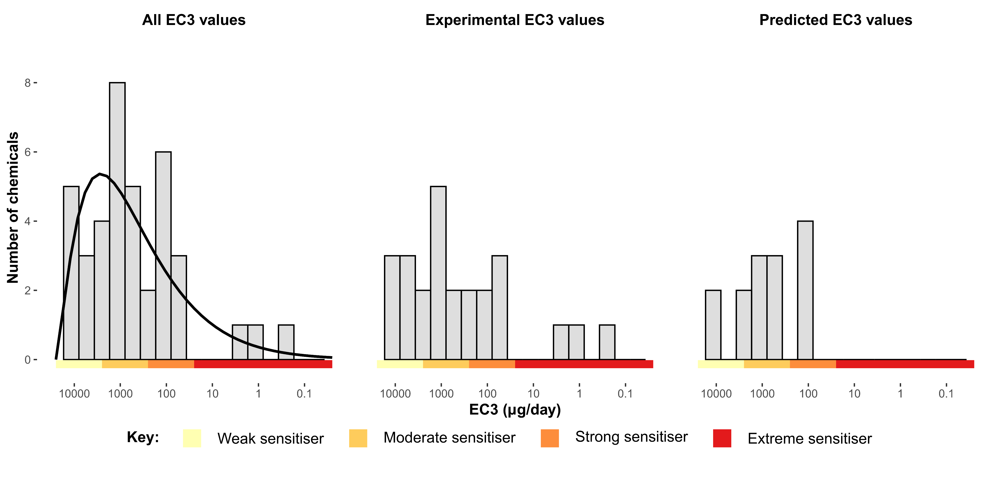 All EC3 values
Experimental EC3 values
Predicted EC3 values
Number of chemicals
8
6
4
2
0
10000 1000 100 10 1 0.1
10000 1000 100 10 1 0.1
10000 1000 100 10 1 0.1
EC3 (µg/day)
Key: Weak sensitiser Moderate sensitiser Strong sensitiser Extreme sensitiser